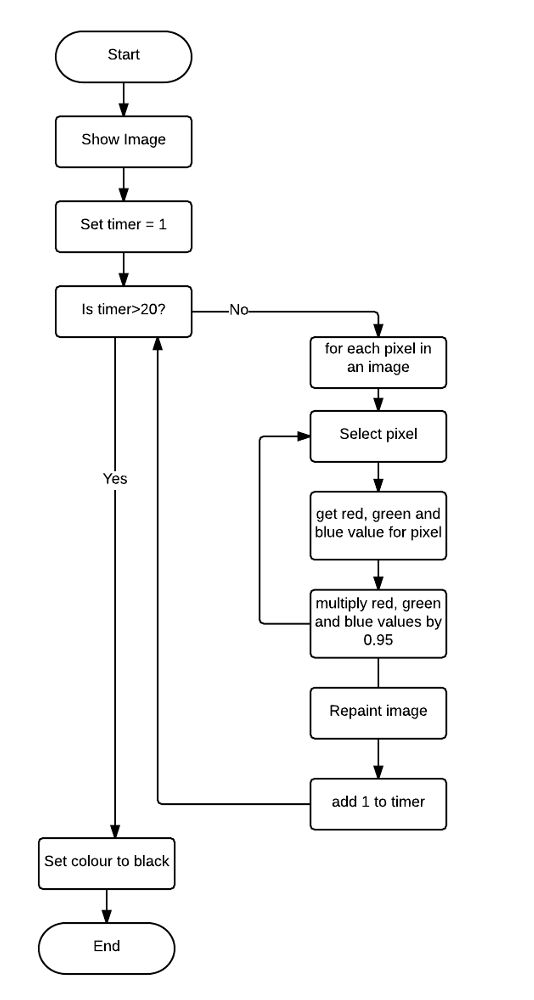 Start
Show Image
Set timer = 1
Is timer>20?
No
for each pixel in
an image
Select pixel
get red, green and
blue value for pixel
Yes
multiply red, green
and blue values by
0.95
Repaint image
add 1 to timer
Set colour to black
End